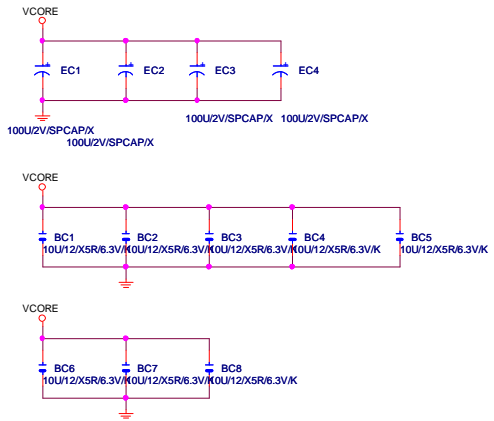 VCORE
EC1 EC2 EC3 EC4
100U/2V/SPCAP/X 100U/2V/SPCAP/X
100U/2V/SPCAP/X
100U/2V/SPCAP/X
VCORE
BC1 BC2 BC3 BC4 BC5
10U/12/X5R/6.3V/K 10U/12/X5R/6.3V/K 10U/12/X5R/6.3V/K 10U/12/X5R/6.3V/K 10U/12/X5R/6.3V/K
VCORE
BC6 BC7 BC8
10U/12/X5R/6.3V/K 10U/12/X5R/6.3V/K 10U/12/X5R/6.3V/K